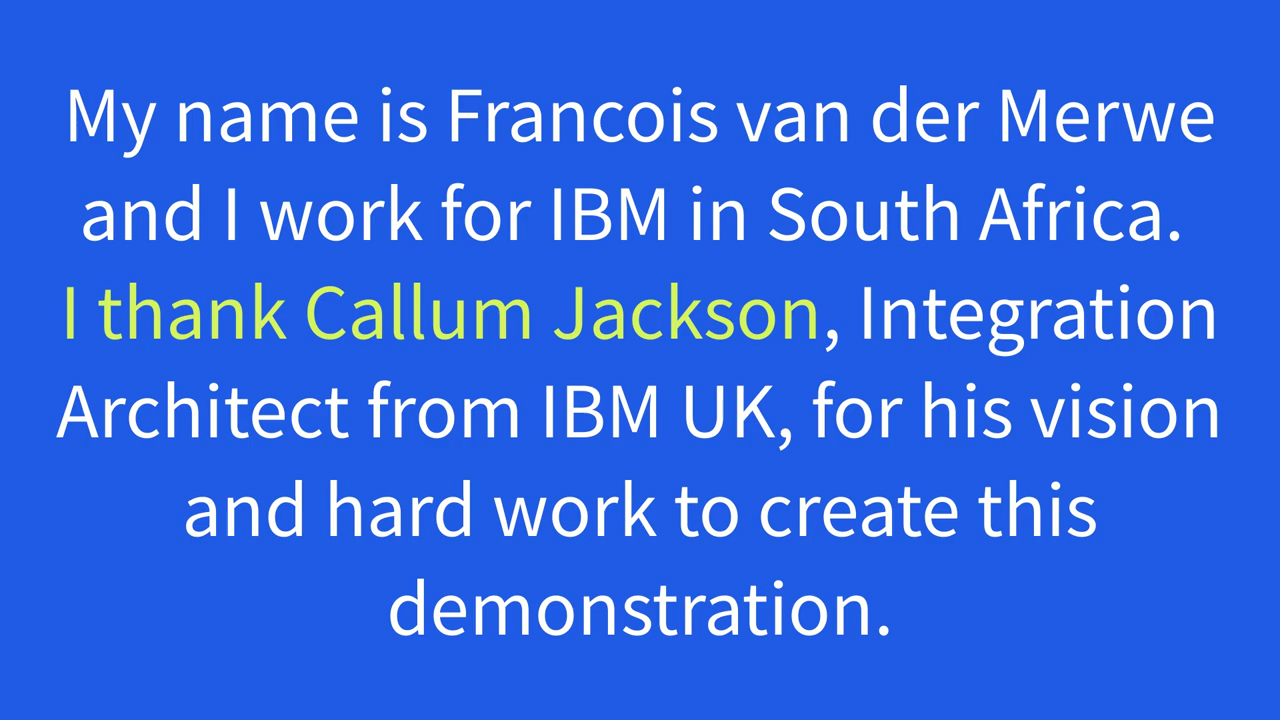 My name is Francois van der Merwe
and I work for IBM in South Africa.
I thank Callum Jackson, Integration
Architect from IBM UK, for his vision
and hard work to create this
demonstration.